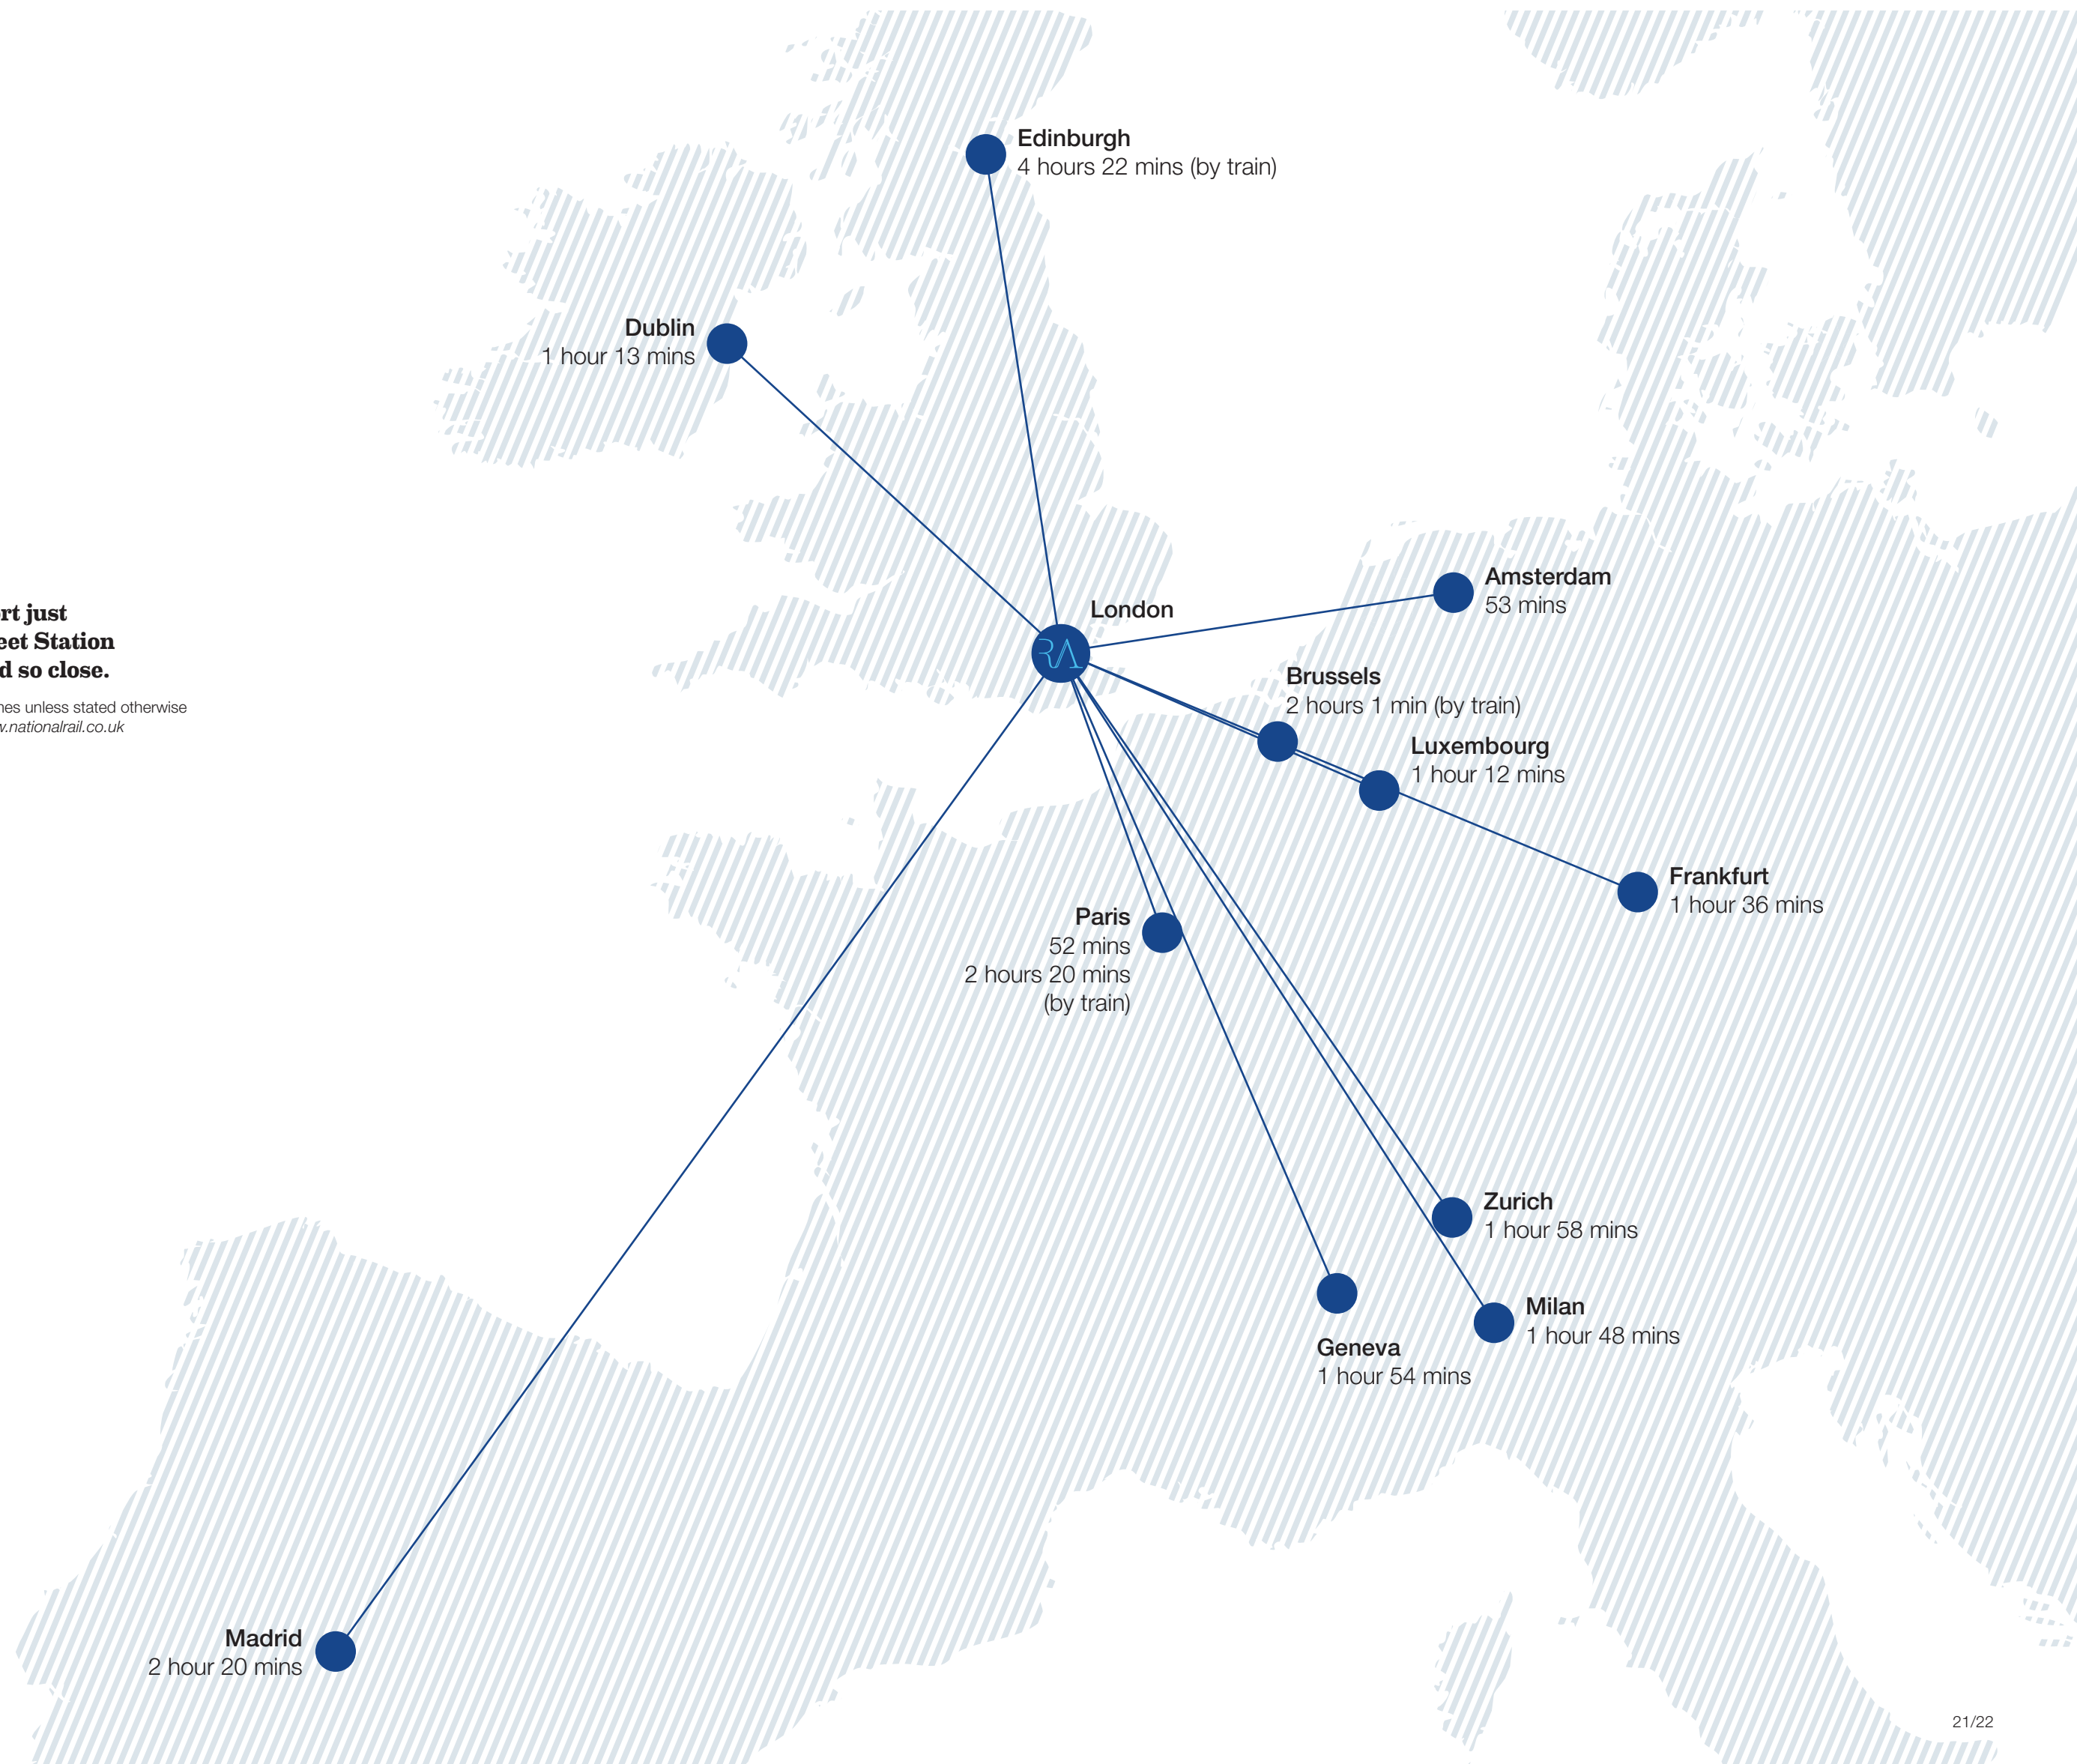 Edinburgh
4 hours 22 mins (by train)
Dublin
1 hour 13 mins
Amsterdam
53 mins
London
RA
just
Station
so close.
unless stated otherwise
.nationalrail.co.uk
Brussels
2 hours 1 min (by train)
Luxembourg
1 hour 12 mins
Frankfurt
1 hour 36 mins
Paris
52 mins
2 hours 20 mins
(by train)
Zurich
1 hour 58 mins
Milan
1 hour 48 mins
Geneva
1 hour 54 mins
Madrid
2 hour 20 mins
21/22